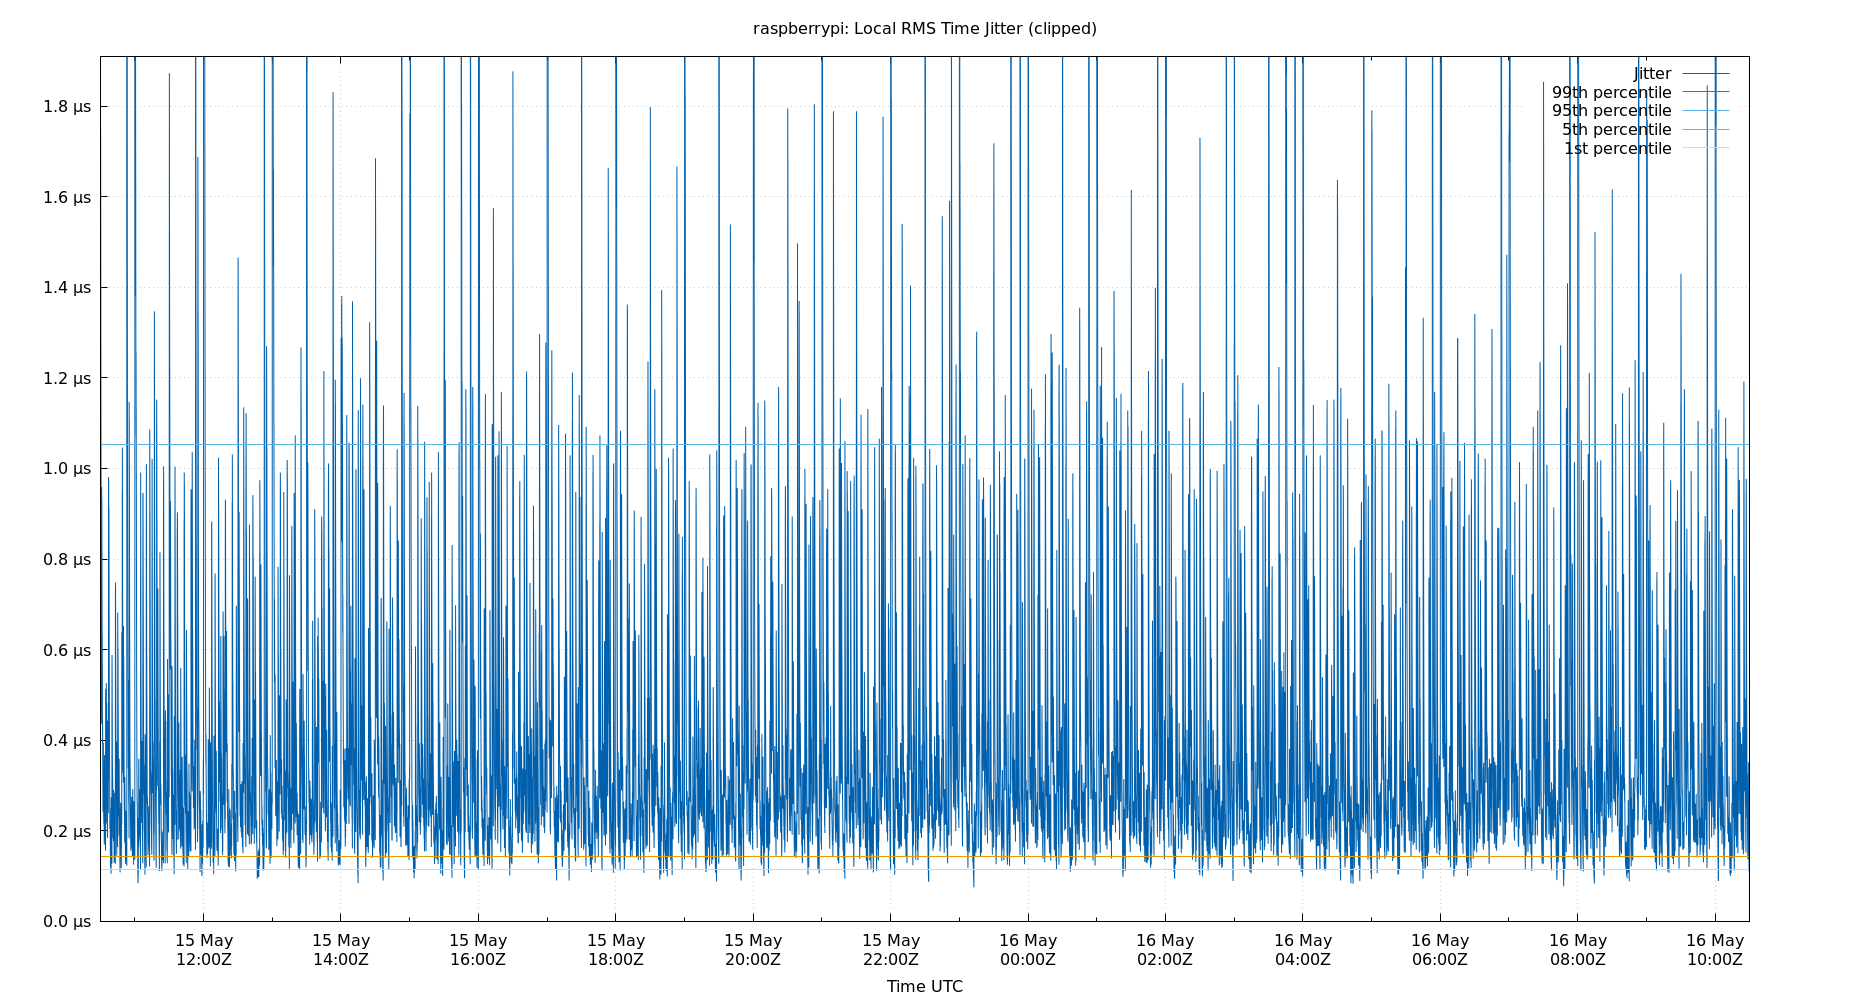 raspberrypi: Local RMS Time Jitter (clipped)
Jitter
99th percentile
95th percentile
5th percentile
1st percentile
1.8 µs
1.6 µs
1.4 µs
1.2 µs
1.0 µs
0.8 µs
0.6 µs
0.4 µs
0.2 µs
0.0 µs
15 May 15 May 15 May 15 May 15 May 15 May 16 May 16 May 16 May 16 May 16 May 16 May
12:00Z 14:00Z 16:00Z 18:00Z 20:00Z 22:00Z 00:00Z 02:00Z 04:00Z 06:00Z 08:00Z 10:00Z
Time UTC